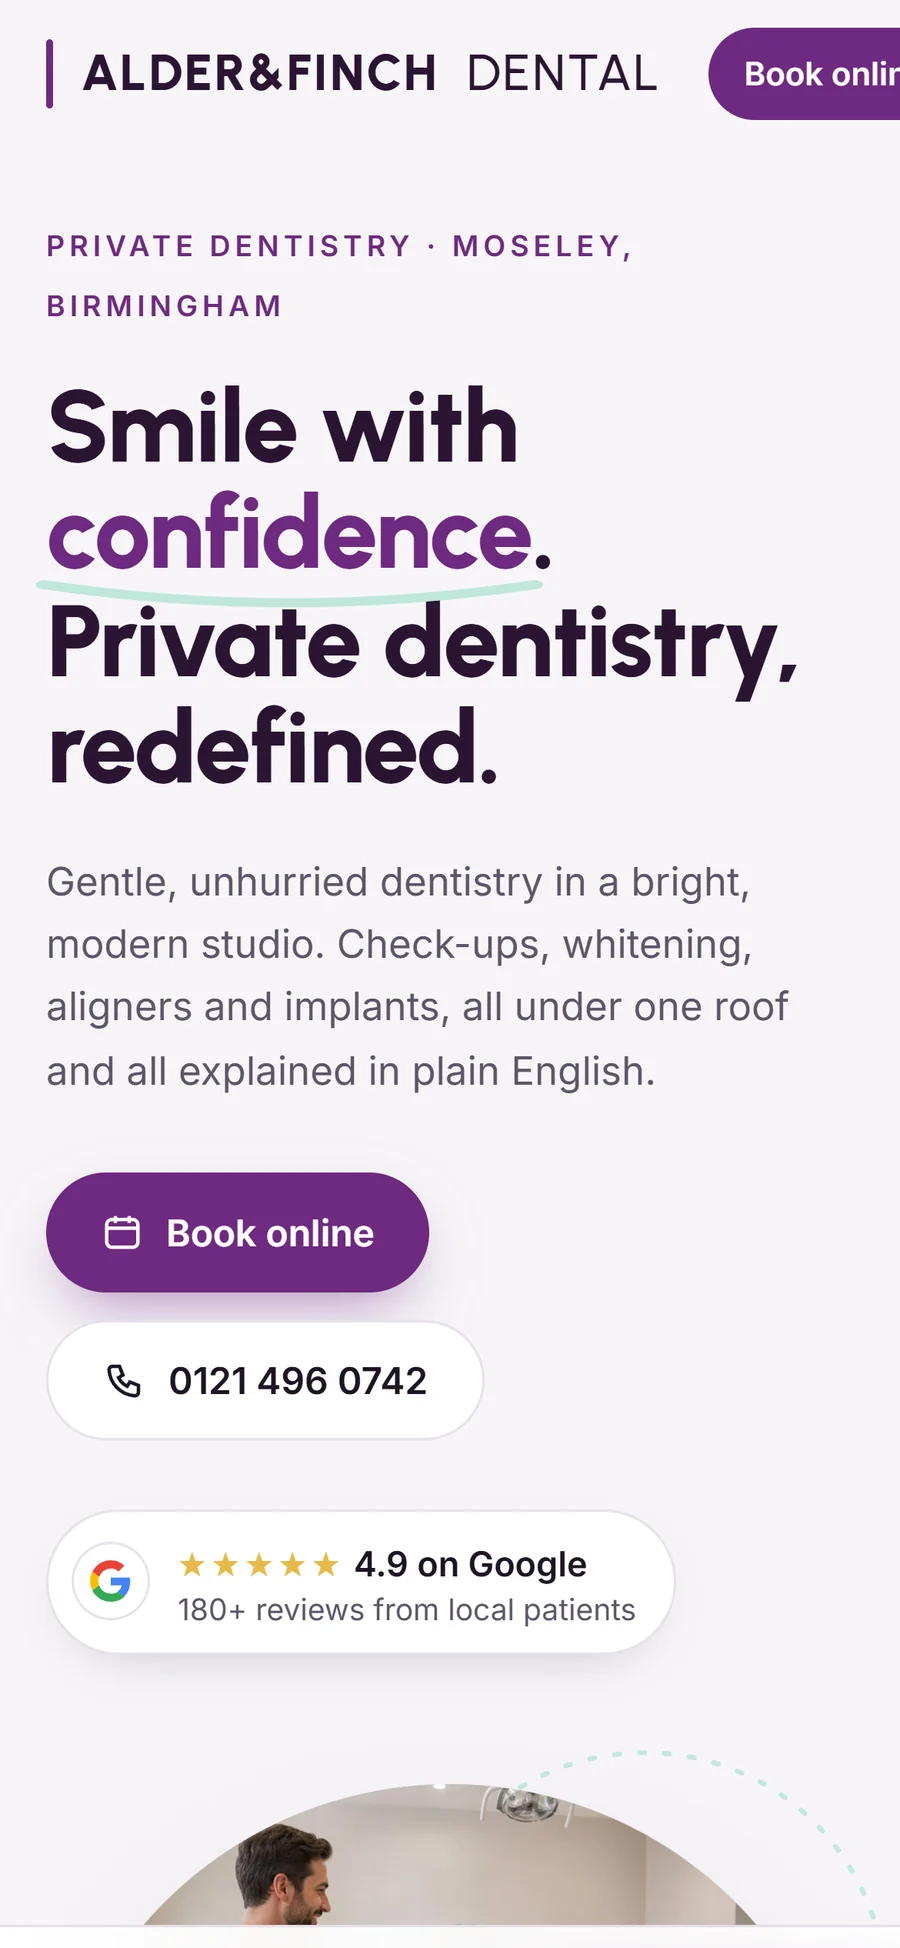 ALDER&FINCH DENTAL
Book onlin
PRIVATE DENTISTRY · MOSELEY,
BIRMINGHAM
Smile with
confidence.
Private dentistry,
redefined.
Gentle, unhurried dentistry in a bright,
modern studio. Check-ups, whitening,
aligners and implants, all under one roof
and all explained in plain English.
Book online
0121 496 0742
★★★★★ 4.9 on Google
180+ reviews from local patients